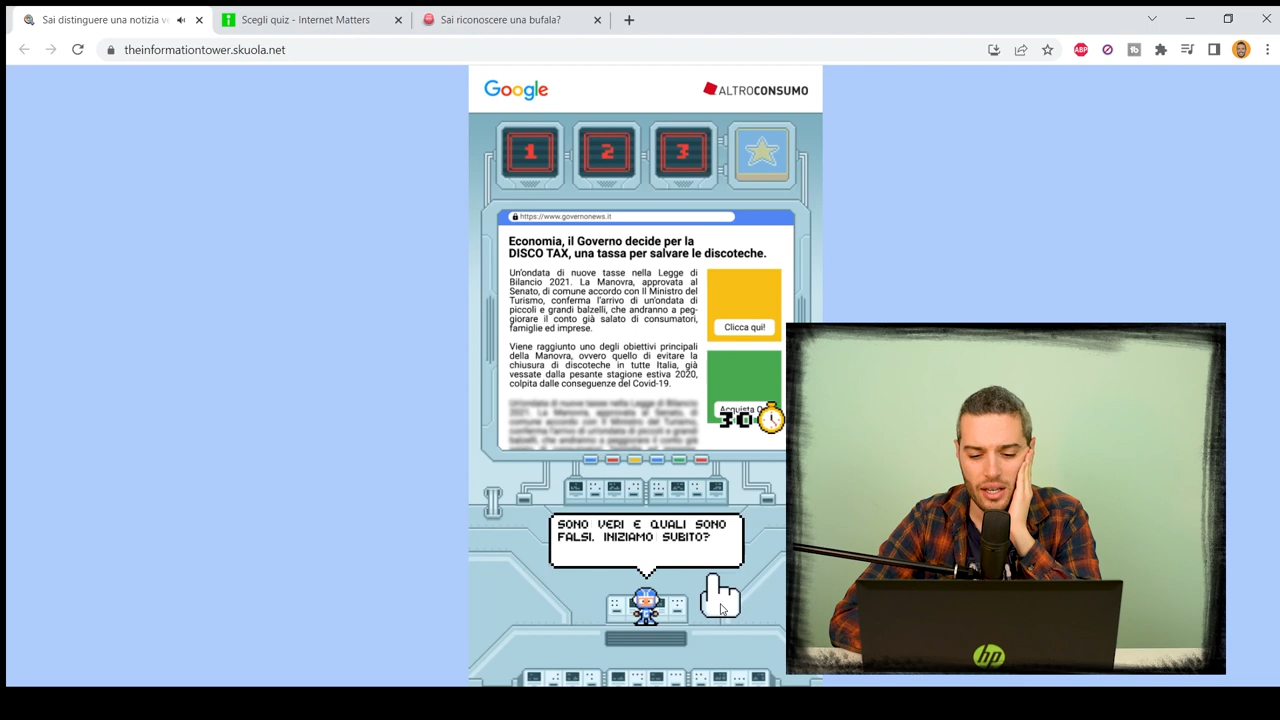 Sai distinguere una notizia v
Scegli quiz - Internet Matters
Sai riconoscere una bufala?
theinformationtower.skuola.net
ABP
Google
ALTROCONSUMO
1 2 3
https://www.governonews.it
Economia, il Governo decide per la
DISCO TAX, una tassa per salvare le discoteche.
Un'ondata di nuove tasse nella Legge di
Bilancio 2021. La Manovra, approvata al
Senato, di comune accordo con Il Ministro del
Turismo, conferma l'arrivo di un'ondata di
piccoli e grandi balzelli, che andranno a peg-
giorare il conto già salato di consumatori,
famiglie ed imprese.
Viene raggiunto uno degli obiettivi principali
della Manovra, ovvero quello di evitare la
chiusura di discoteche in tutte Italia, già
vessate dalla pesante stagione estiva 2020,
colpita dalle conseguenze del Covid-19.
Clicca qui!
Acquista
30
SONO VERI E QUALI SONO
FALSI. INIZIAMO SUBITO?
hp